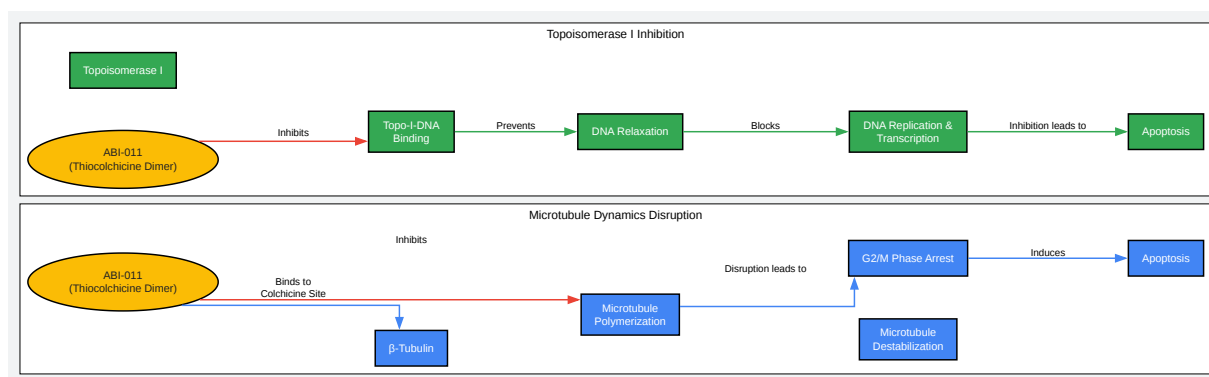 Topoisomerase I Inhibition
Topoisomerase I
ABI-011
(Thiocolchicine Dimer)
Inhibits
Topo-I-DNA
Binding
Prevents
DNA Relaxation
Blocks
DNA Replication &
Transcription
Inhibition leads to
Apoptosis
Microtubule Dynamics Disruption
ABI-011
(Thiocolchicine Dimer)
Inhibits
Binds to
Colchicine Site
β-Tubulin
Microtubule
Polymerization
Disruption leads to
G2/M Phase Arrest
Induces
Apoptosis
Microtubule
Destabilization